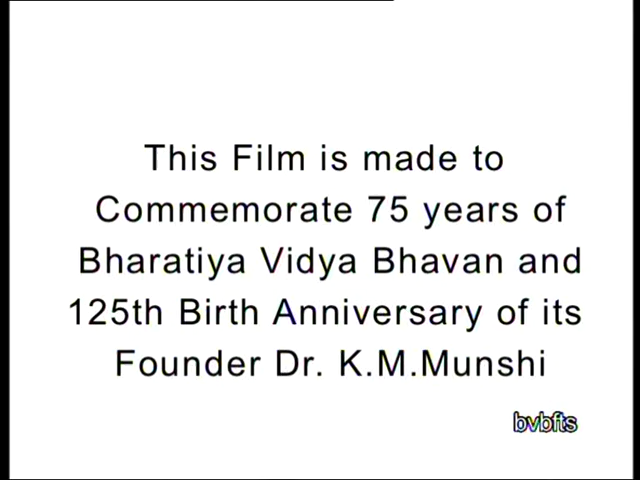 This Film is made to
Commemorate 75 years of
Bharatiya Vidya Bhavan and
125th Birth Anniversary of its
Founder Dr. K.M.Munshi
bvbfts